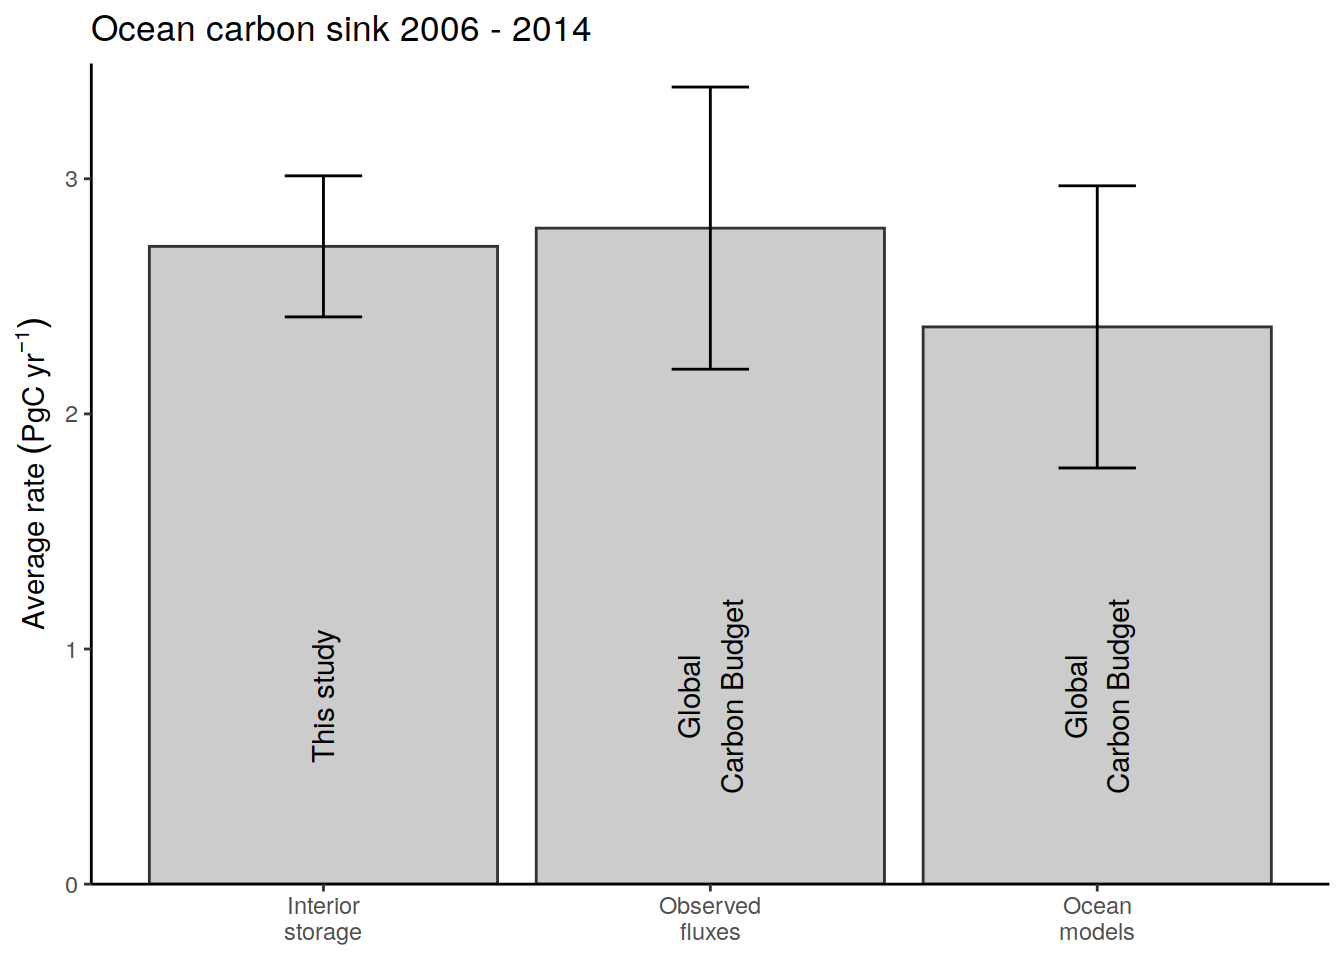 Ocean carbon sink 2006 - 2014
Average rate (PgC yr⁻¹)
3
2
1
0
This study
Global
Carbon Budget
Global
Carbon Budget
Interior
storage
Observed
fluxes
Ocean
models